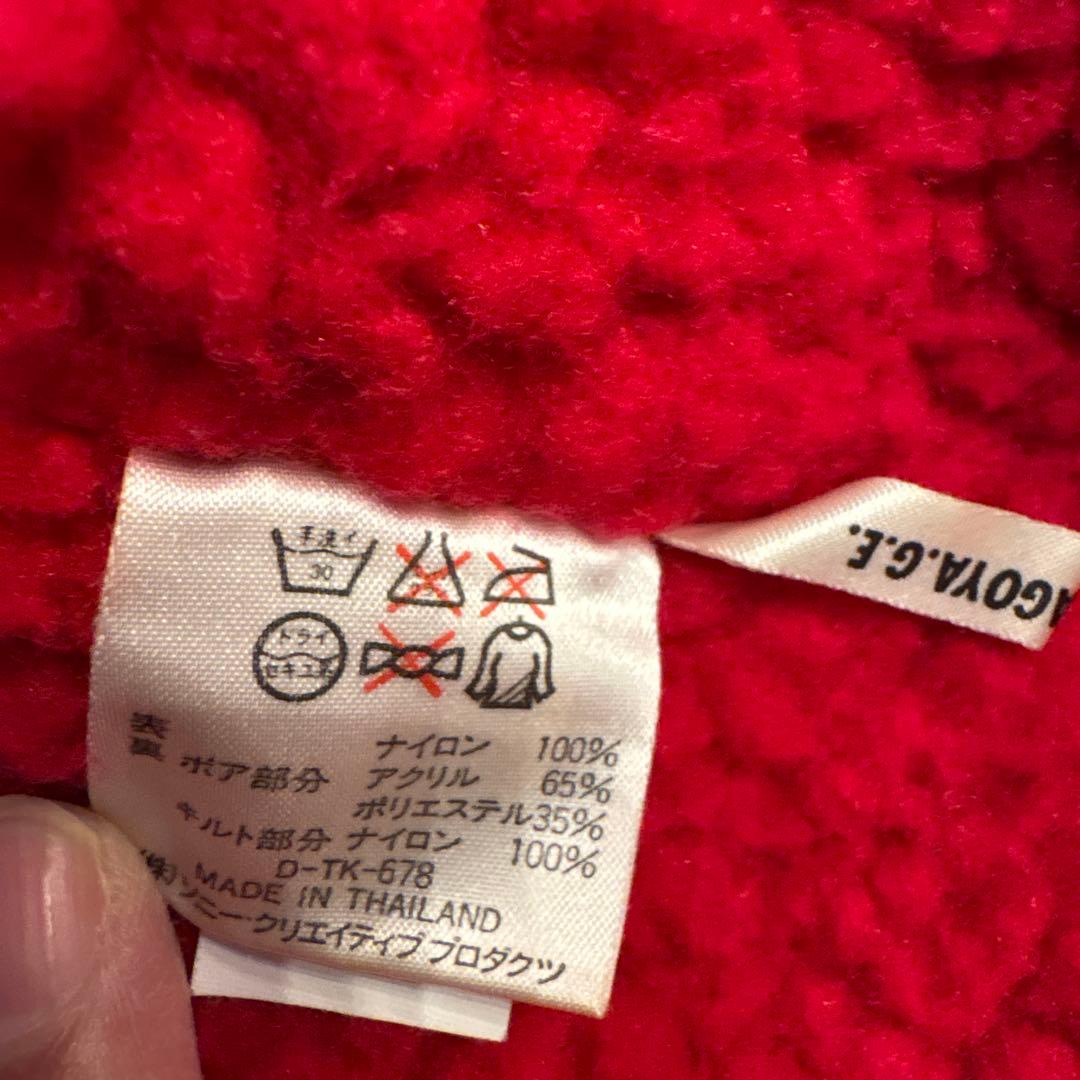 手洗イ
30
ドライ
セキユ系
表 ナイロン 100%
裏 ボア部分 アクリル 65%
ポリエステル35%
キルト部分 ナイロン 100%
D-TK-678
MADE IN THAILAND
(株)ソニー・クリエイティブプロダクツ
AGOYA.G.E.